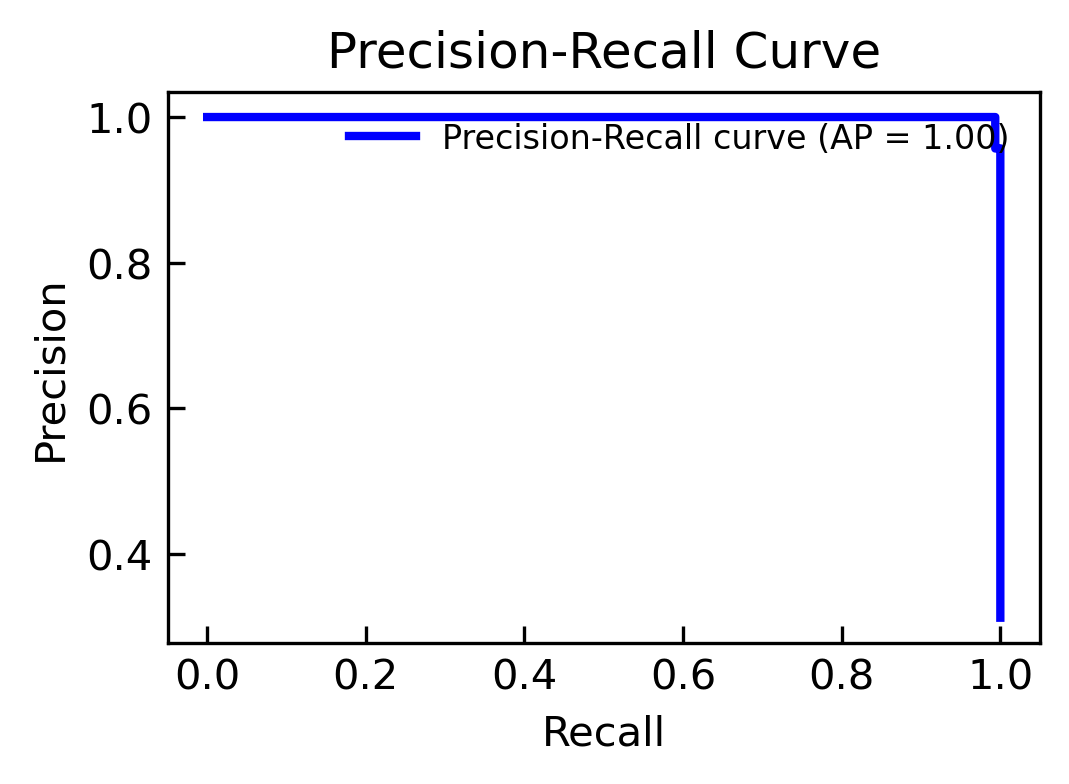 Precision-Recall Curve
1.0
Precision-Recall curve (AP = 1.00)
0.8
0.6
0.4
Precision
0.0 0.2 0.4 0.6 0.8 1.0
Recall